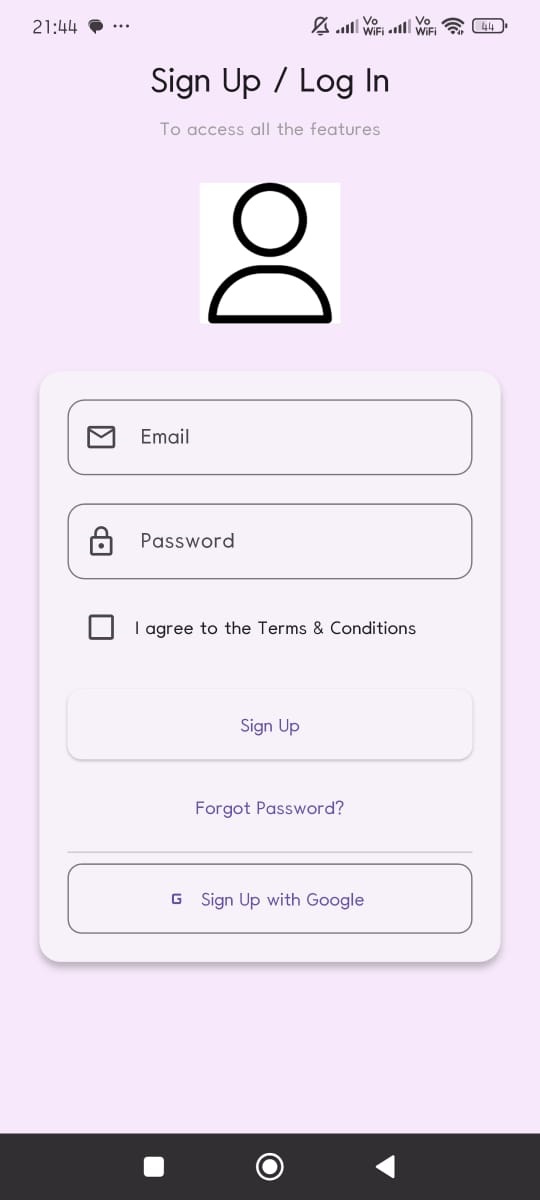 21:44
Vo WiFi Vo WiFi 44
Sign Up / Log In
To access all the features
Email
Password
I agree to the Terms & Conditions
Sign Up
Forgot Password?
G Sign Up with Google